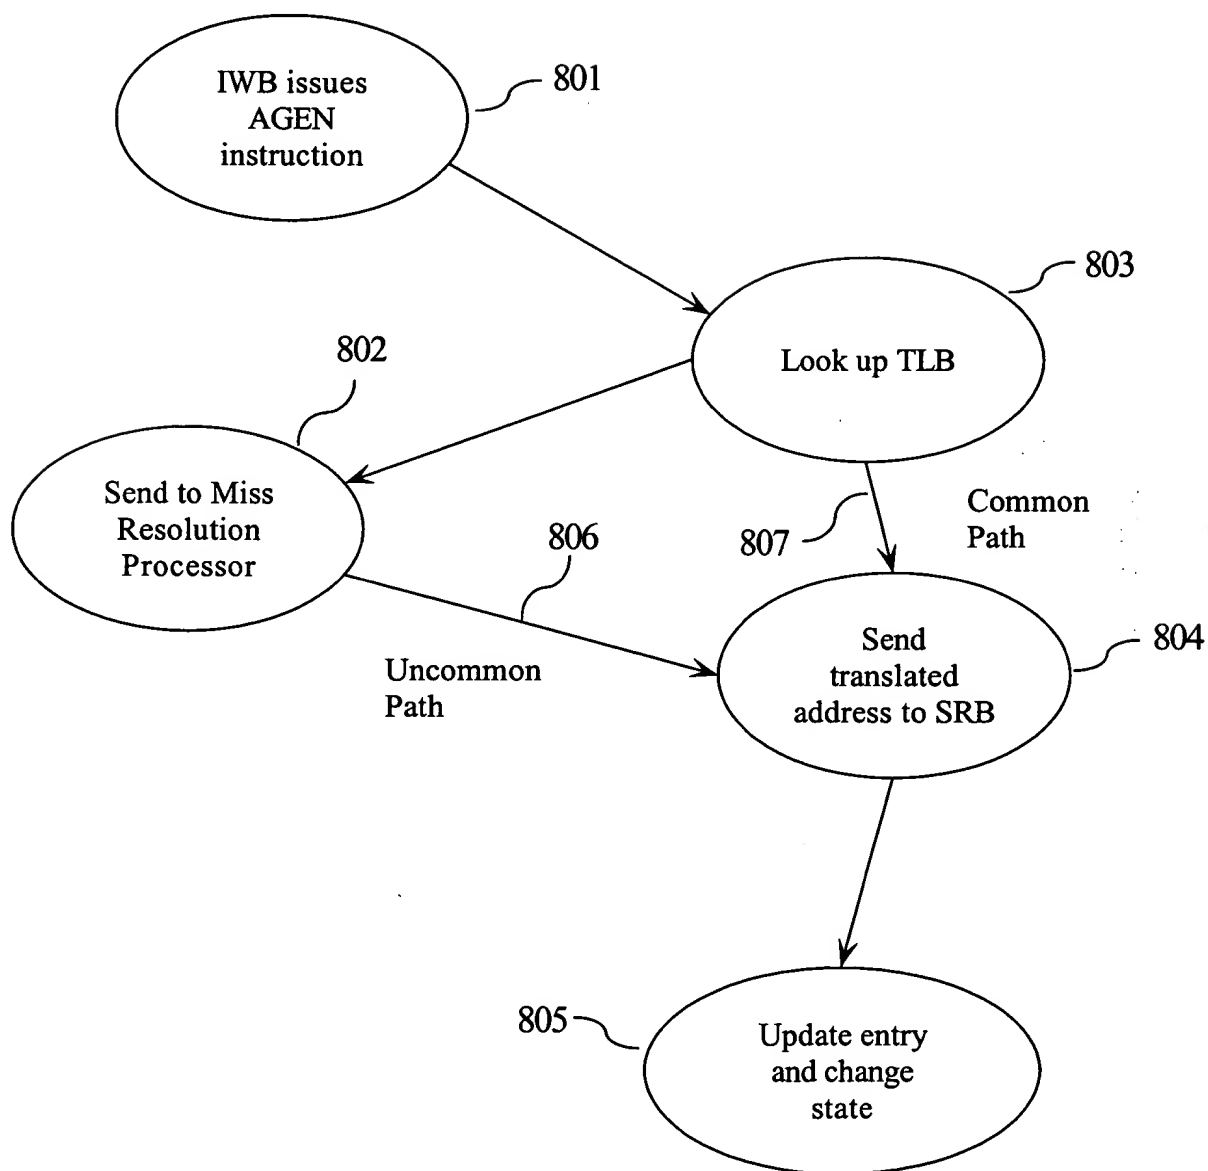 IWB issues
AGEN
instruction
801
803
Look up TLB
802
Send to Miss
Resolution
Processor
806
807
Common
Path
Uncommon
Path
Send
translated
address to SRB
804
805
Update entry
and change
state